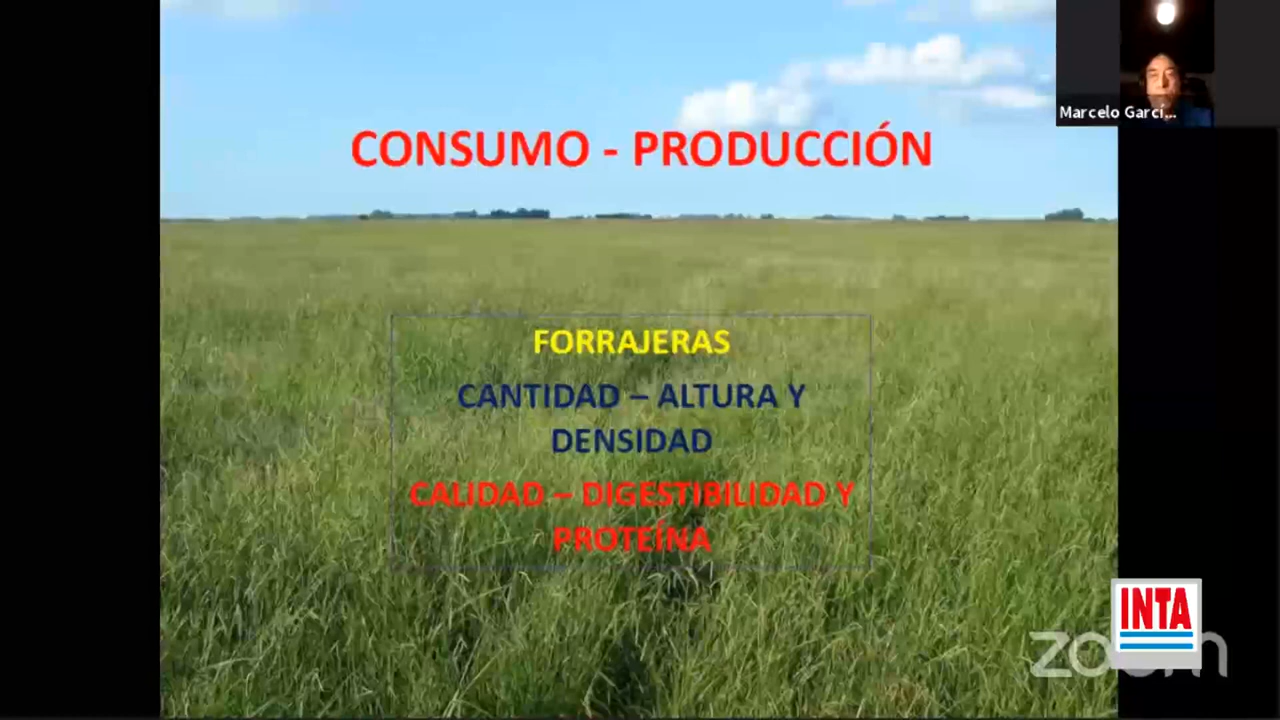 Marcelo Garcí...
CONSUMO - PRODUCCIÓN
FORRAJERAS
CANTIDAD – ALTURA Y
DENSIDAD
CALIDAD – DIGESTIBILIDAD Y
PROTEÍNA
INTA
zoom